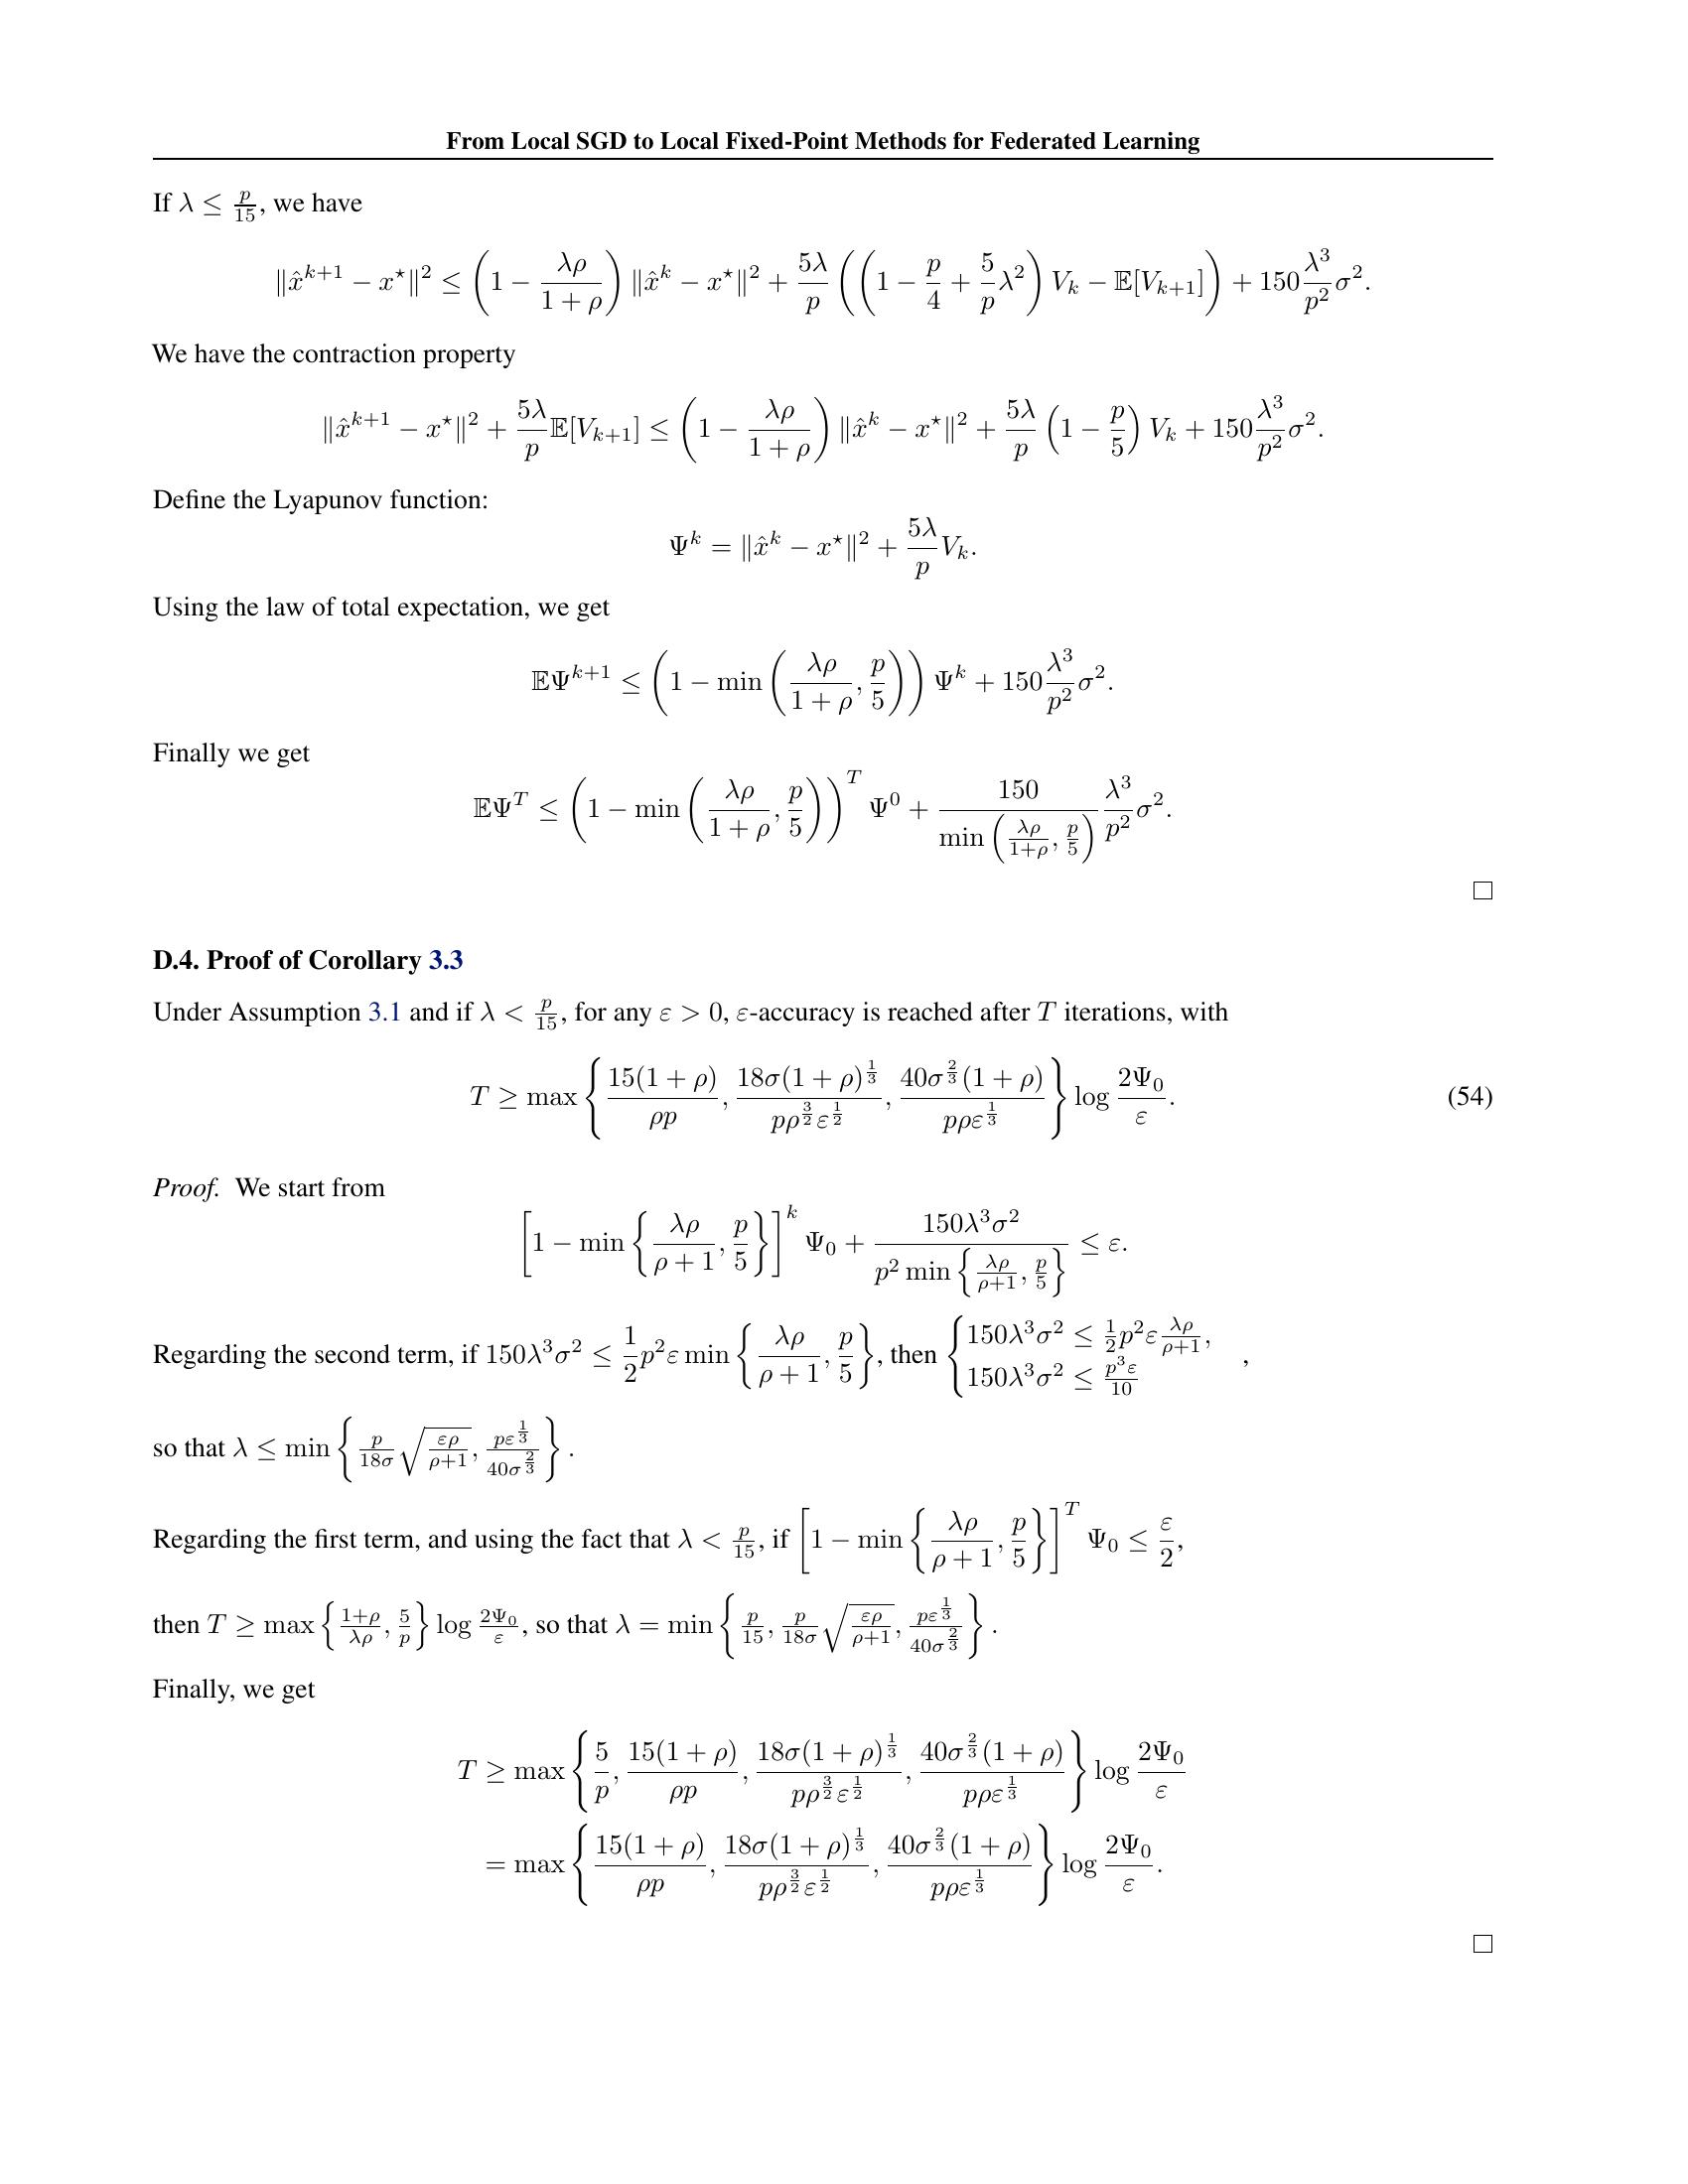 From Local SGD to Local Fixed-Point Methods for Federated Learning
If $\lambda \leq \frac{p}{15}$, we have
$\|\hat{x}^{k+1} - x^\star\|^2 \leq \left(1 - \frac{\lambda\rho}{1+\rho}\right) \|\hat{x}^k - x^\star\|^2 + \frac{5\lambda}{p} \left(\left(1 - \frac{p}{4} + \frac{5}{p}\lambda^2\right) V_k - \mathbb{E}[V_{k+1}]\right) + 150\frac{\lambda^3}{p^2}\sigma^2.$
We have the contraction property
$\|\hat{x}^{k+1} - x^\star\|^2 + \frac{5\lambda}{p}\mathbb{E}[V_{k+1}] \leq \left(1 - \frac{\lambda\rho}{1+\rho}\right) \|\hat{x}^k - x^\star\|^2 + \frac{5\lambda}{p} \left(1 - \frac{p}{5}\right) V_k + 150\frac{\lambda^3}{p^2}\sigma^2.$
Define the Lyapunov function:
$\Psi^k = \|\hat{x}^k - x^\star\|^2 + \frac{5\lambda}{p}V_k.$
Using the law of total expectation, we get
$\mathbb{E}\Psi^{k+1} \leq \left(1 - \min\left(\frac{\lambda\rho}{1+\rho}, \frac{p}{5}\right)\right) \Psi^k + 150\frac{\lambda^3}{p^2}\sigma^2.$
Finally we get
$\mathbb{E}\Psi^T \leq \left(1 - \min\left(\frac{\lambda\rho}{1+\rho}, \frac{p}{5}\right)\right)^T \Psi^0 + \frac{150}{\min\left(\frac{\lambda\rho}{1+\rho}, \frac{p}{5}\right)} \frac{\lambda^3}{p^2}\sigma^2.$
□
D.4. Proof of Corollary 3.3
Under Assumption 3.1 and if $\lambda < \frac{p}{15}$, for any $\varepsilon > 0$, $\varepsilon$-accuracy is reached after $T$ iterations, with
$T \geq \max\left\{\frac{15(1+\rho)}{\rho p}, \frac{18\sigma(1+\rho)^{\frac{1}{3}}}{p\rho^{\frac{3}{2}}\varepsilon^{\frac{1}{2}}}, \frac{40\sigma^{\frac{2}{3}}(1+\rho)}{p\rho\varepsilon^{\frac{1}{3}}}\right\} \log\frac{2\Psi_0}{\varepsilon}.$ (54)
Proof. We start from
$\left[1 - \min\left\{\frac{\lambda\rho}{\rho+1}, \frac{p}{5}\right\}\right]^k \Psi_0 + \frac{150\lambda^3\sigma^2}{p^2 \min\left\{\frac{\lambda\rho}{\rho+1}, \frac{p}{5}\right\}} \leq \varepsilon.$
Regarding the second term, if $150\lambda^3\sigma^2 \leq \frac{1}{2}p^2\varepsilon \min\left\{\frac{\lambda\rho}{\rho+1}, \frac{p}{5}\right\}$, then $\begin{cases} 150\lambda^3\sigma^2 \leq \frac{1}{2}p^2\varepsilon\frac{\lambda\rho}{\rho+1}, \\ 150\lambda^3\sigma^2 \leq \frac{p^3\varepsilon}{10} \end{cases}$ ,
so that $\lambda \leq \min\left\{\frac{p}{18\sigma}\sqrt{\frac{\varepsilon\rho}{\rho+1}}, \frac{p\varepsilon^{\frac{1}{3}}}{40\sigma^{\frac{2}{3}}}\right\}.$
Regarding the first term, and using the fact that $\lambda < \frac{p}{15}$, if $\left[1 - \min\left\{\frac{\lambda\rho}{\rho+1}, \frac{p}{5}\right\}\right]^T \Psi_0 \leq \frac{\varepsilon}{2},$
then $T \geq \max\left\{\frac{1+\rho}{\lambda\rho}, \frac{5}{p}\right\} \log\frac{2\Psi_0}{\varepsilon}$, so that $\lambda = \min\left\{\frac{p}{15}, \frac{p}{18\sigma}\sqrt{\frac{\varepsilon\rho}{\rho+1}}, \frac{p\varepsilon^{\frac{1}{3}}}{40\sigma^{\frac{2}{3}}}\right\}.$
Finally, we get
$T \geq \max\left\{\frac{5}{p}, \frac{15(1+\rho)}{\rho p}, \frac{18\sigma(1+\rho)^{\frac{1}{3}}}{p\rho^{\frac{3}{2}}\varepsilon^{\frac{1}{2}}}, \frac{40\sigma^{\frac{2}{3}}(1+\rho)}{p\rho\varepsilon^{\frac{1}{3}}}\right\} \log\frac{2\Psi_0}{\varepsilon}$
$= \max\left\{\frac{15(1+\rho)}{\rho p}, \frac{18\sigma(1+\rho)^{\frac{1}{3}}}{p\rho^{\frac{3}{2}}\varepsilon^{\frac{1}{2}}}, \frac{40\sigma^{\frac{2}{3}}(1+\rho)}{p\rho\varepsilon^{\frac{1}{3}}}\right\} \log\frac{2\Psi_0}{\varepsilon}.$
□